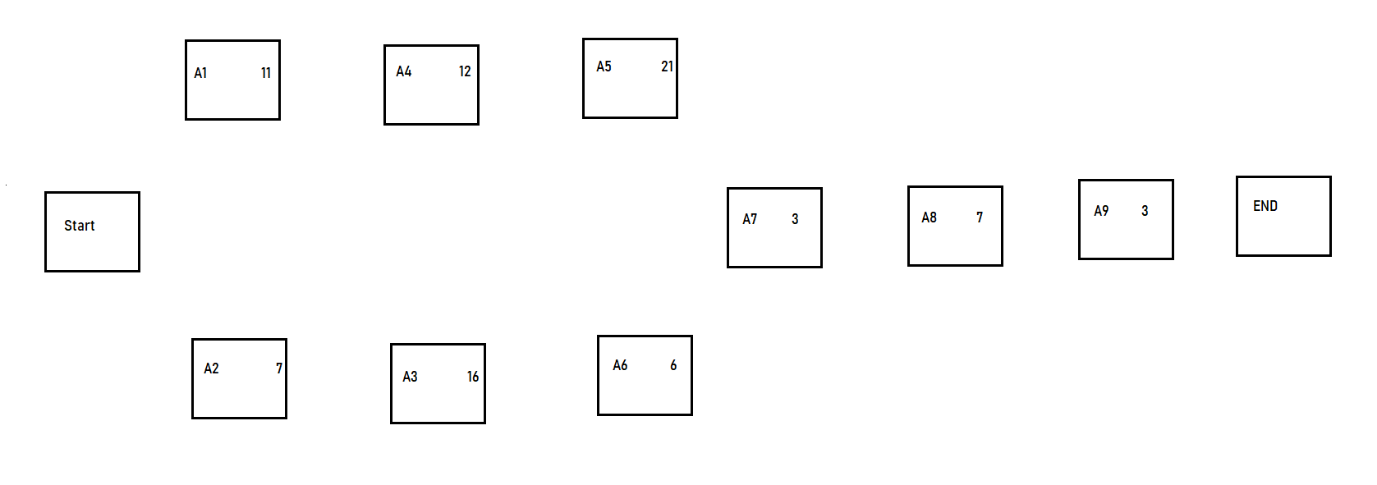 A1 11
A4 12
A5 21
Start
A7 3
A8 7
A9 3
END
A2 7
A3 16
A6 6